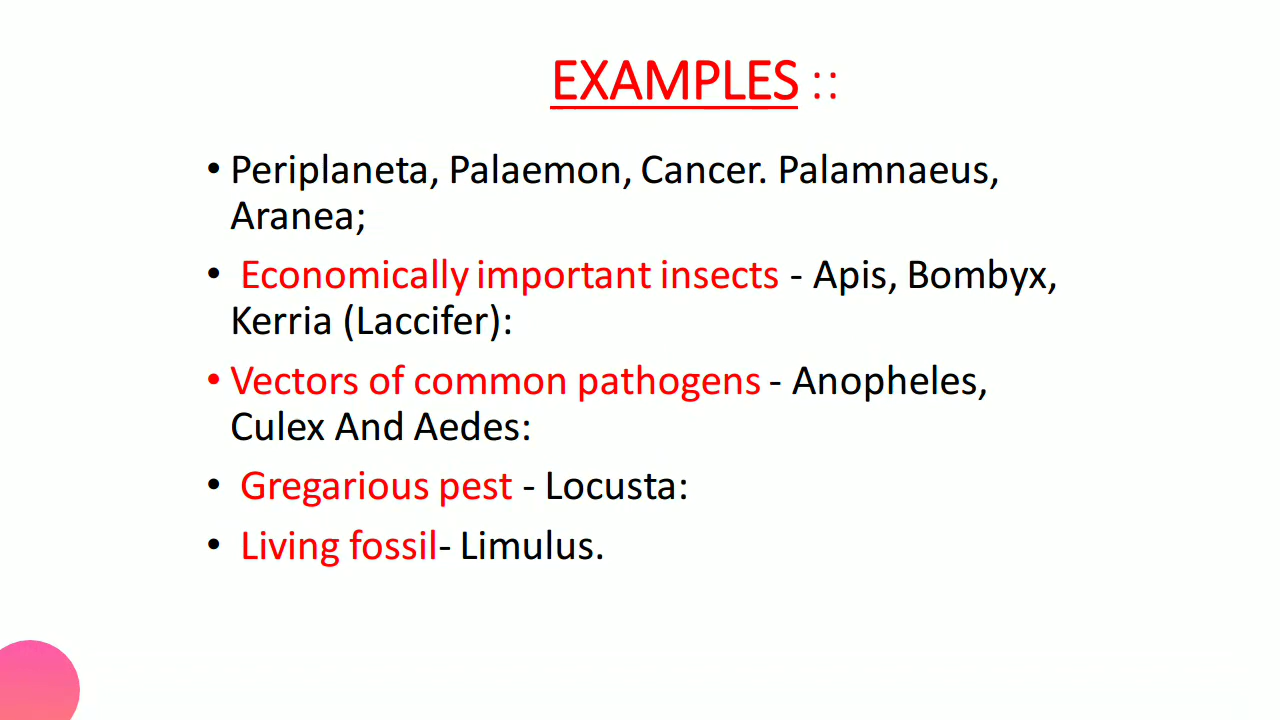 EXAMPLES ::
• Periplaneta, Palaemon, Cancer. Palamnaeus,
Aranea;
• Economically important insects - Apis, Bombyx,
Kerria (Laccifer):
• Vectors of common pathogens - Anopheles,
Culex And Aedes:
• Gregarious pest - Locusta:
• Living fossil- Limulus.